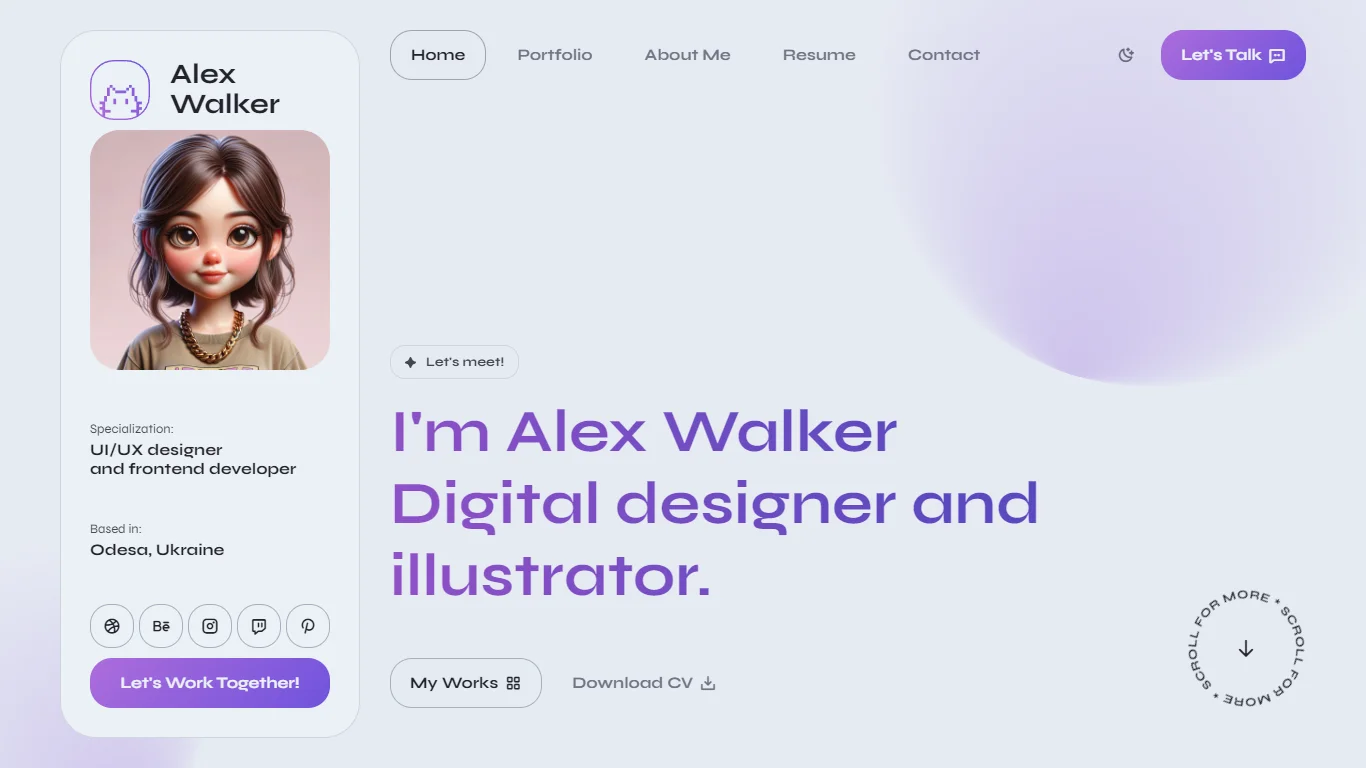 Alex
Walker
Specialization:
UI/UX designer
and frontend developer
Based in:
Odesa, Ukraine
Bē
Let's Work Together!
Home
Portfolio
About Me
Resume
Contact
Let's Talk
Let's meet!
I'm Alex Walker
Digital designer and
illustrator.
My Works
Download CV
SCROLL FOR MORE * SCROLL FOR MORE *